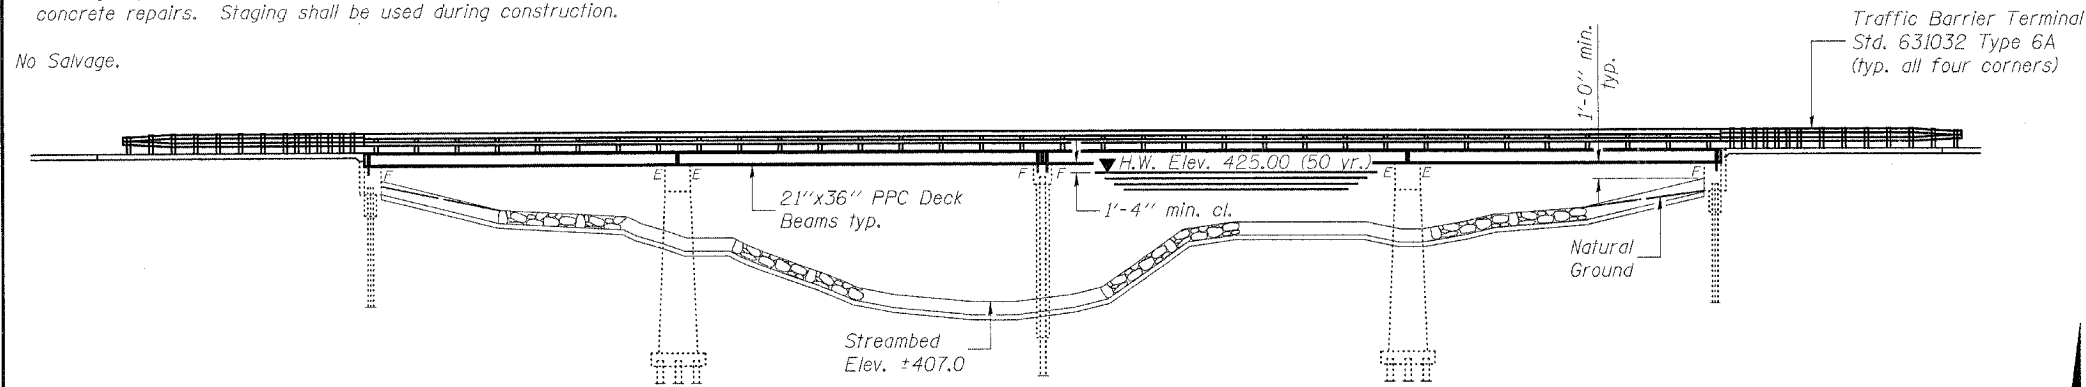 concrete repairs. Staging shall be used during construction.
No Salvage.
Traffic Barrier Terminal
Std. 631032 Type 6A
(typ. all four corners)
1'-0" min.
typ.
H.W. Elev. 425.00 (50 yr.)
F
E E
F F
E E
F
21"x36" PPC Deck
Beams typ.
1'-4" min. cl.
Natural
Ground
Streambed
Elev. ±407.0